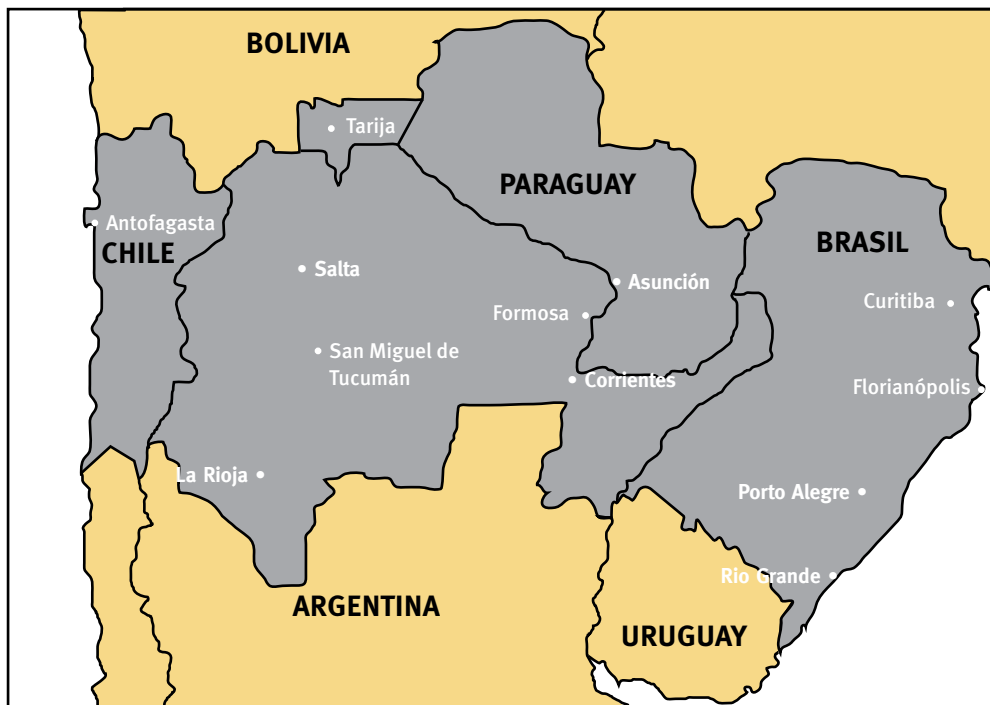 BOLIVIA
Tarija
PARAGUAY
Antofagasta
CHILE
BRASIL
Salta
Asunción
Curitiba
Formosa
San Miguel de
Tucumán
Corrientes
Florianópolis
La Rioja
Porto Alegre
Rio Grande
ARGENTINA
URUGUAY